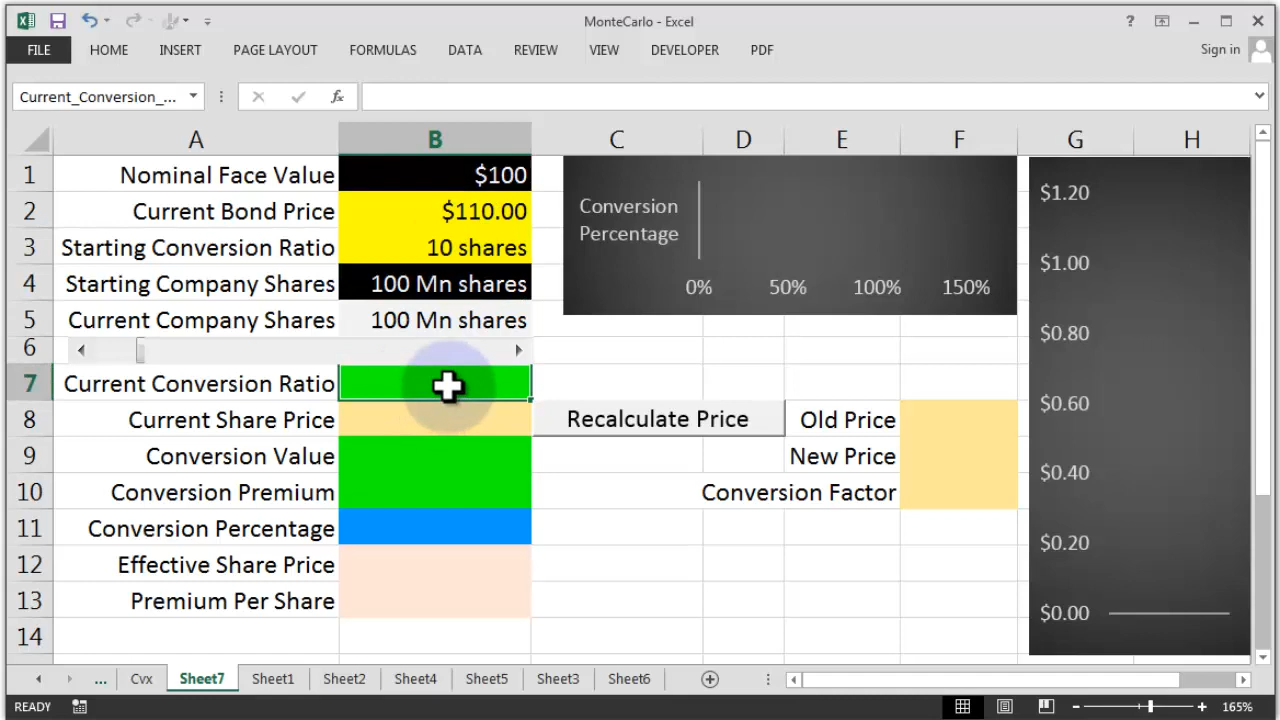 MonteCarlo - Excel
?
FILE HOME INSERT PAGE LAYOUT FORMULAS DATA REVIEW VIEW DEVELOPER PDF Sign in
Current_Conversion_... fx
A B C D E F G H
1 Nominal Face Value $100
2 Current Bond Price $110.00
3 Starting Conversion Ratio 10 shares
4 Starting Company Shares 100 Mn shares
5 Current Company Shares 100 Mn shares
6
7 Current Conversion Ratio
8 Current Share Price Recalculate Price Old Price
9 Conversion Value New Price
10 Conversion Premium Conversion Factor
11 Conversion Percentage
12 Effective Share Price
13 Premium Per Share
14
Conversion
Percentage
0% 50% 100% 150%
$1.20
$1.00
$0.80
$0.60
$0.40
$0.20
$0.00
... Cvx Sheet7 Sheet1 Sheet2 Sheet4 Sheet5 Sheet3 Sheet6
READY 165%